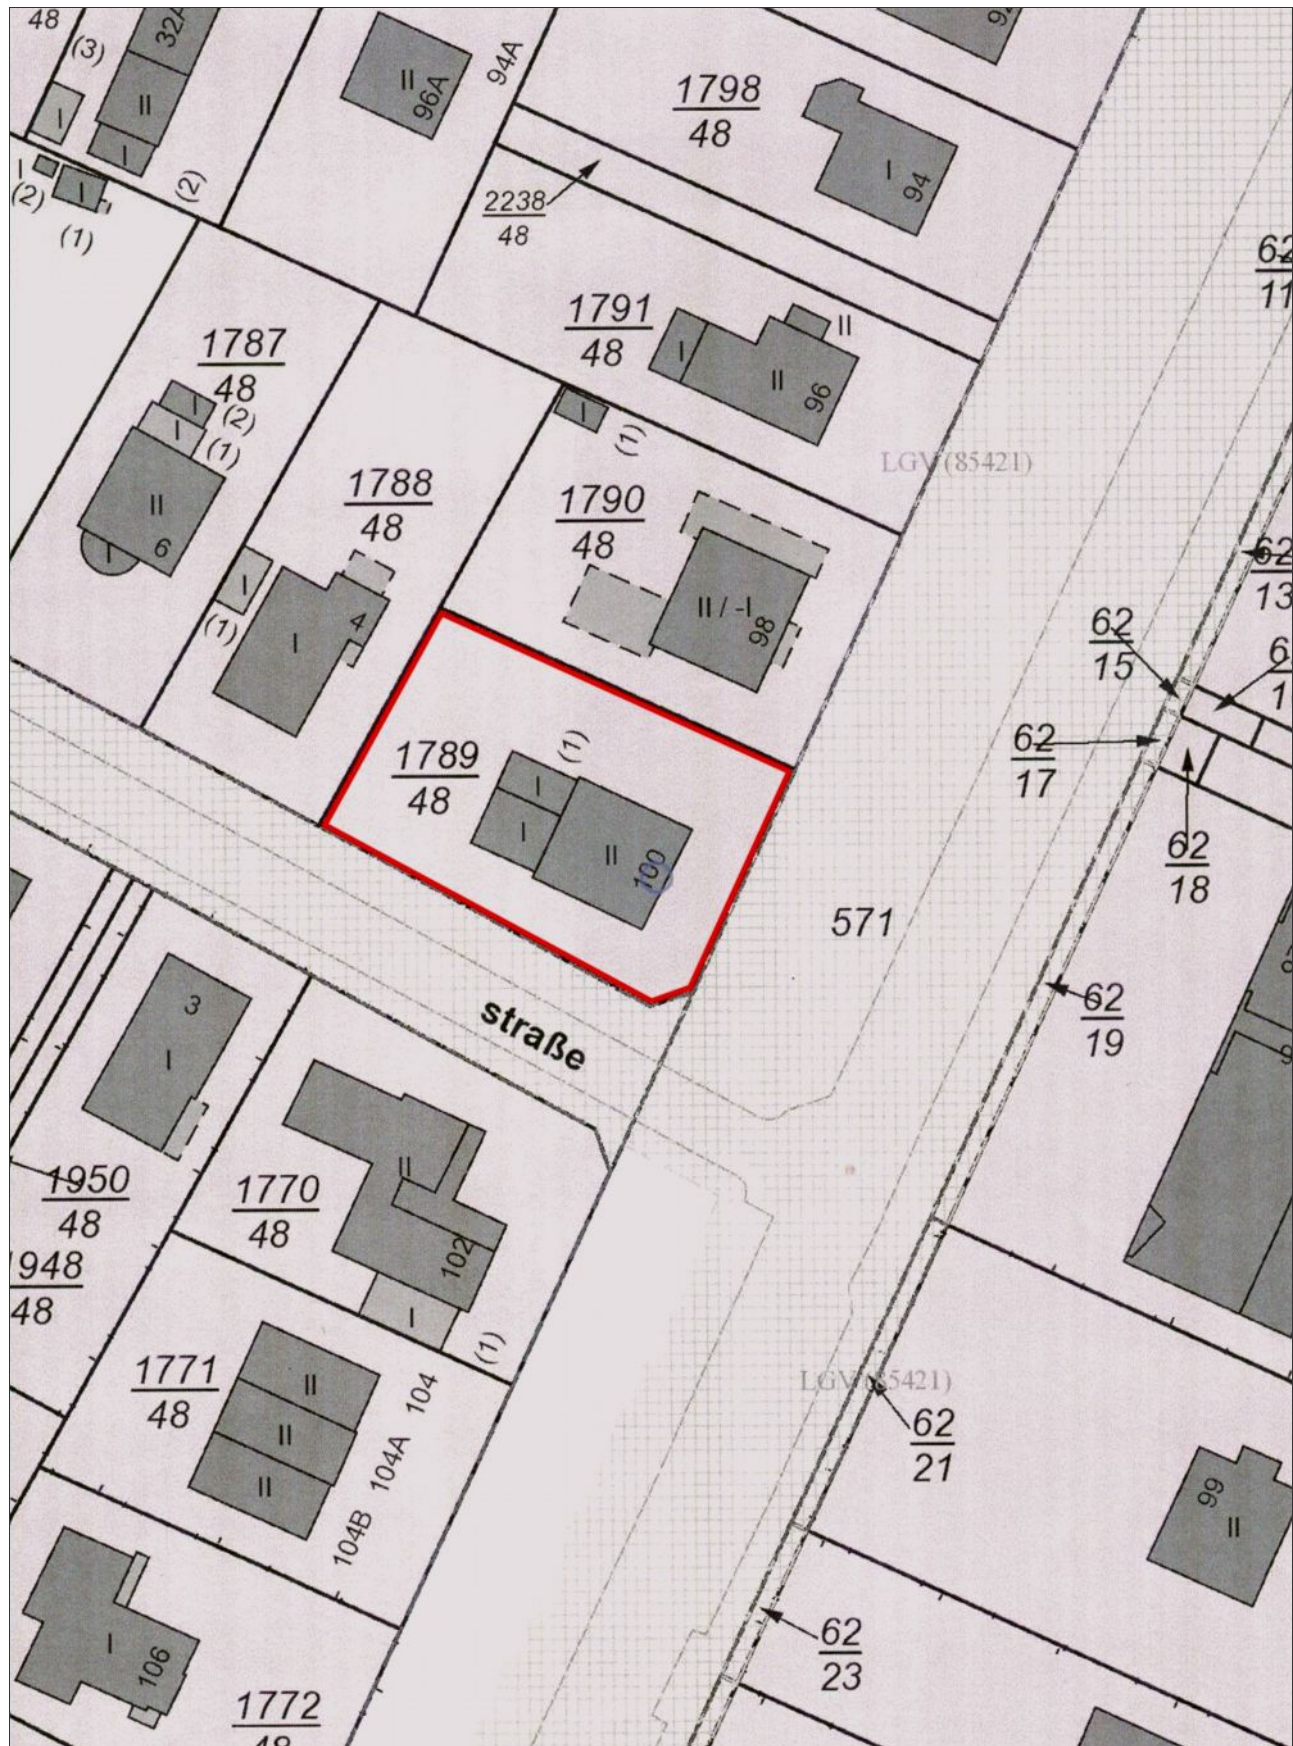 48
(3)
32A
II
I
I
I
(2)
I
(1)
(2)
II
96A
94A
1798
48
I
94
2238
48
62
11
1791
48
I
II
II
96
1787
48
I
(2)
I
(1)
II
6
I
I
(1)
LGV (85421)
1788
48
1790
48
I
(1)
I
4
II / -I
98
62
13
62
15
62
17
62
18
1789
48
(1)
I
I
II
100
571
62
19
straße
3
I
1950
48
1948
48
1770
48
II
102
I
(1)
1771
48
II
II
II
104
104A
104B
LGV (85421)
62
21
99
II
62
23
I
106
1772
48